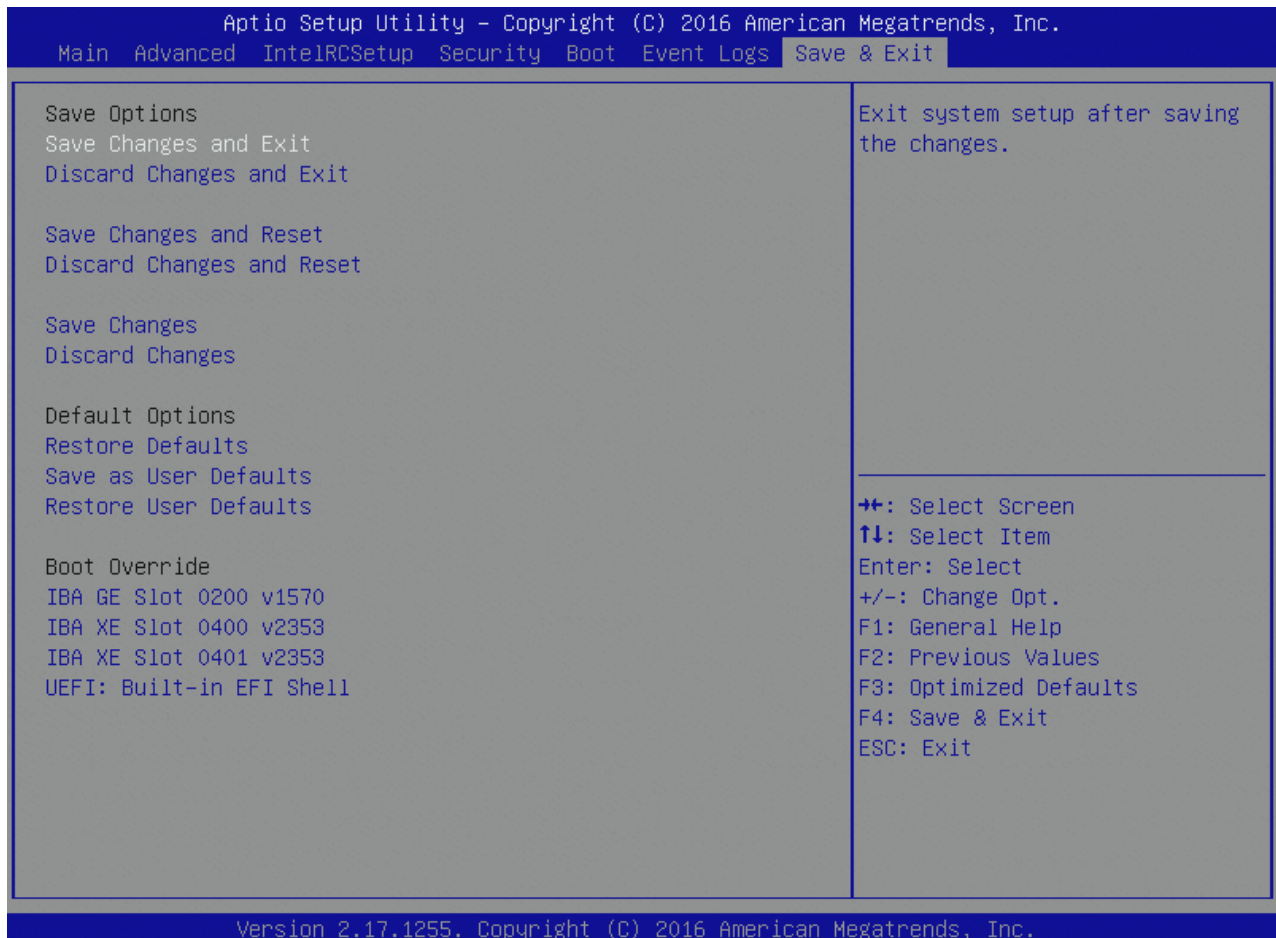 Aptio Setup Utility – Copyright (C) 2016 American Megatrends, Inc.
Main Advanced IntelRCSetup Security Boot Event Logs Save & Exit
Save Options
Save Changes and Exit
Discard Changes and Exit
Save Changes and Reset
Discard Changes and Reset
Save Changes
Discard Changes
Default Options
Restore Defaults
Save as User Defaults
Restore User Defaults
Boot Override
IBA GE Slot 0200 v1570
IBA XE Slot 0400 v2353
IBA XE Slot 0401 v2353
UEFI: Built-in EFI Shell
Exit system setup after saving
the changes.
→←: Select Screen
↑↓: Select Item
Enter: Select
+/-: Change Opt.
F1: General Help
F2: Previous Values
F3: Optimized Defaults
F4: Save & Exit
ESC: Exit
Version 2.17.1255. Copyright (C) 2016 American Megatrends, Inc.